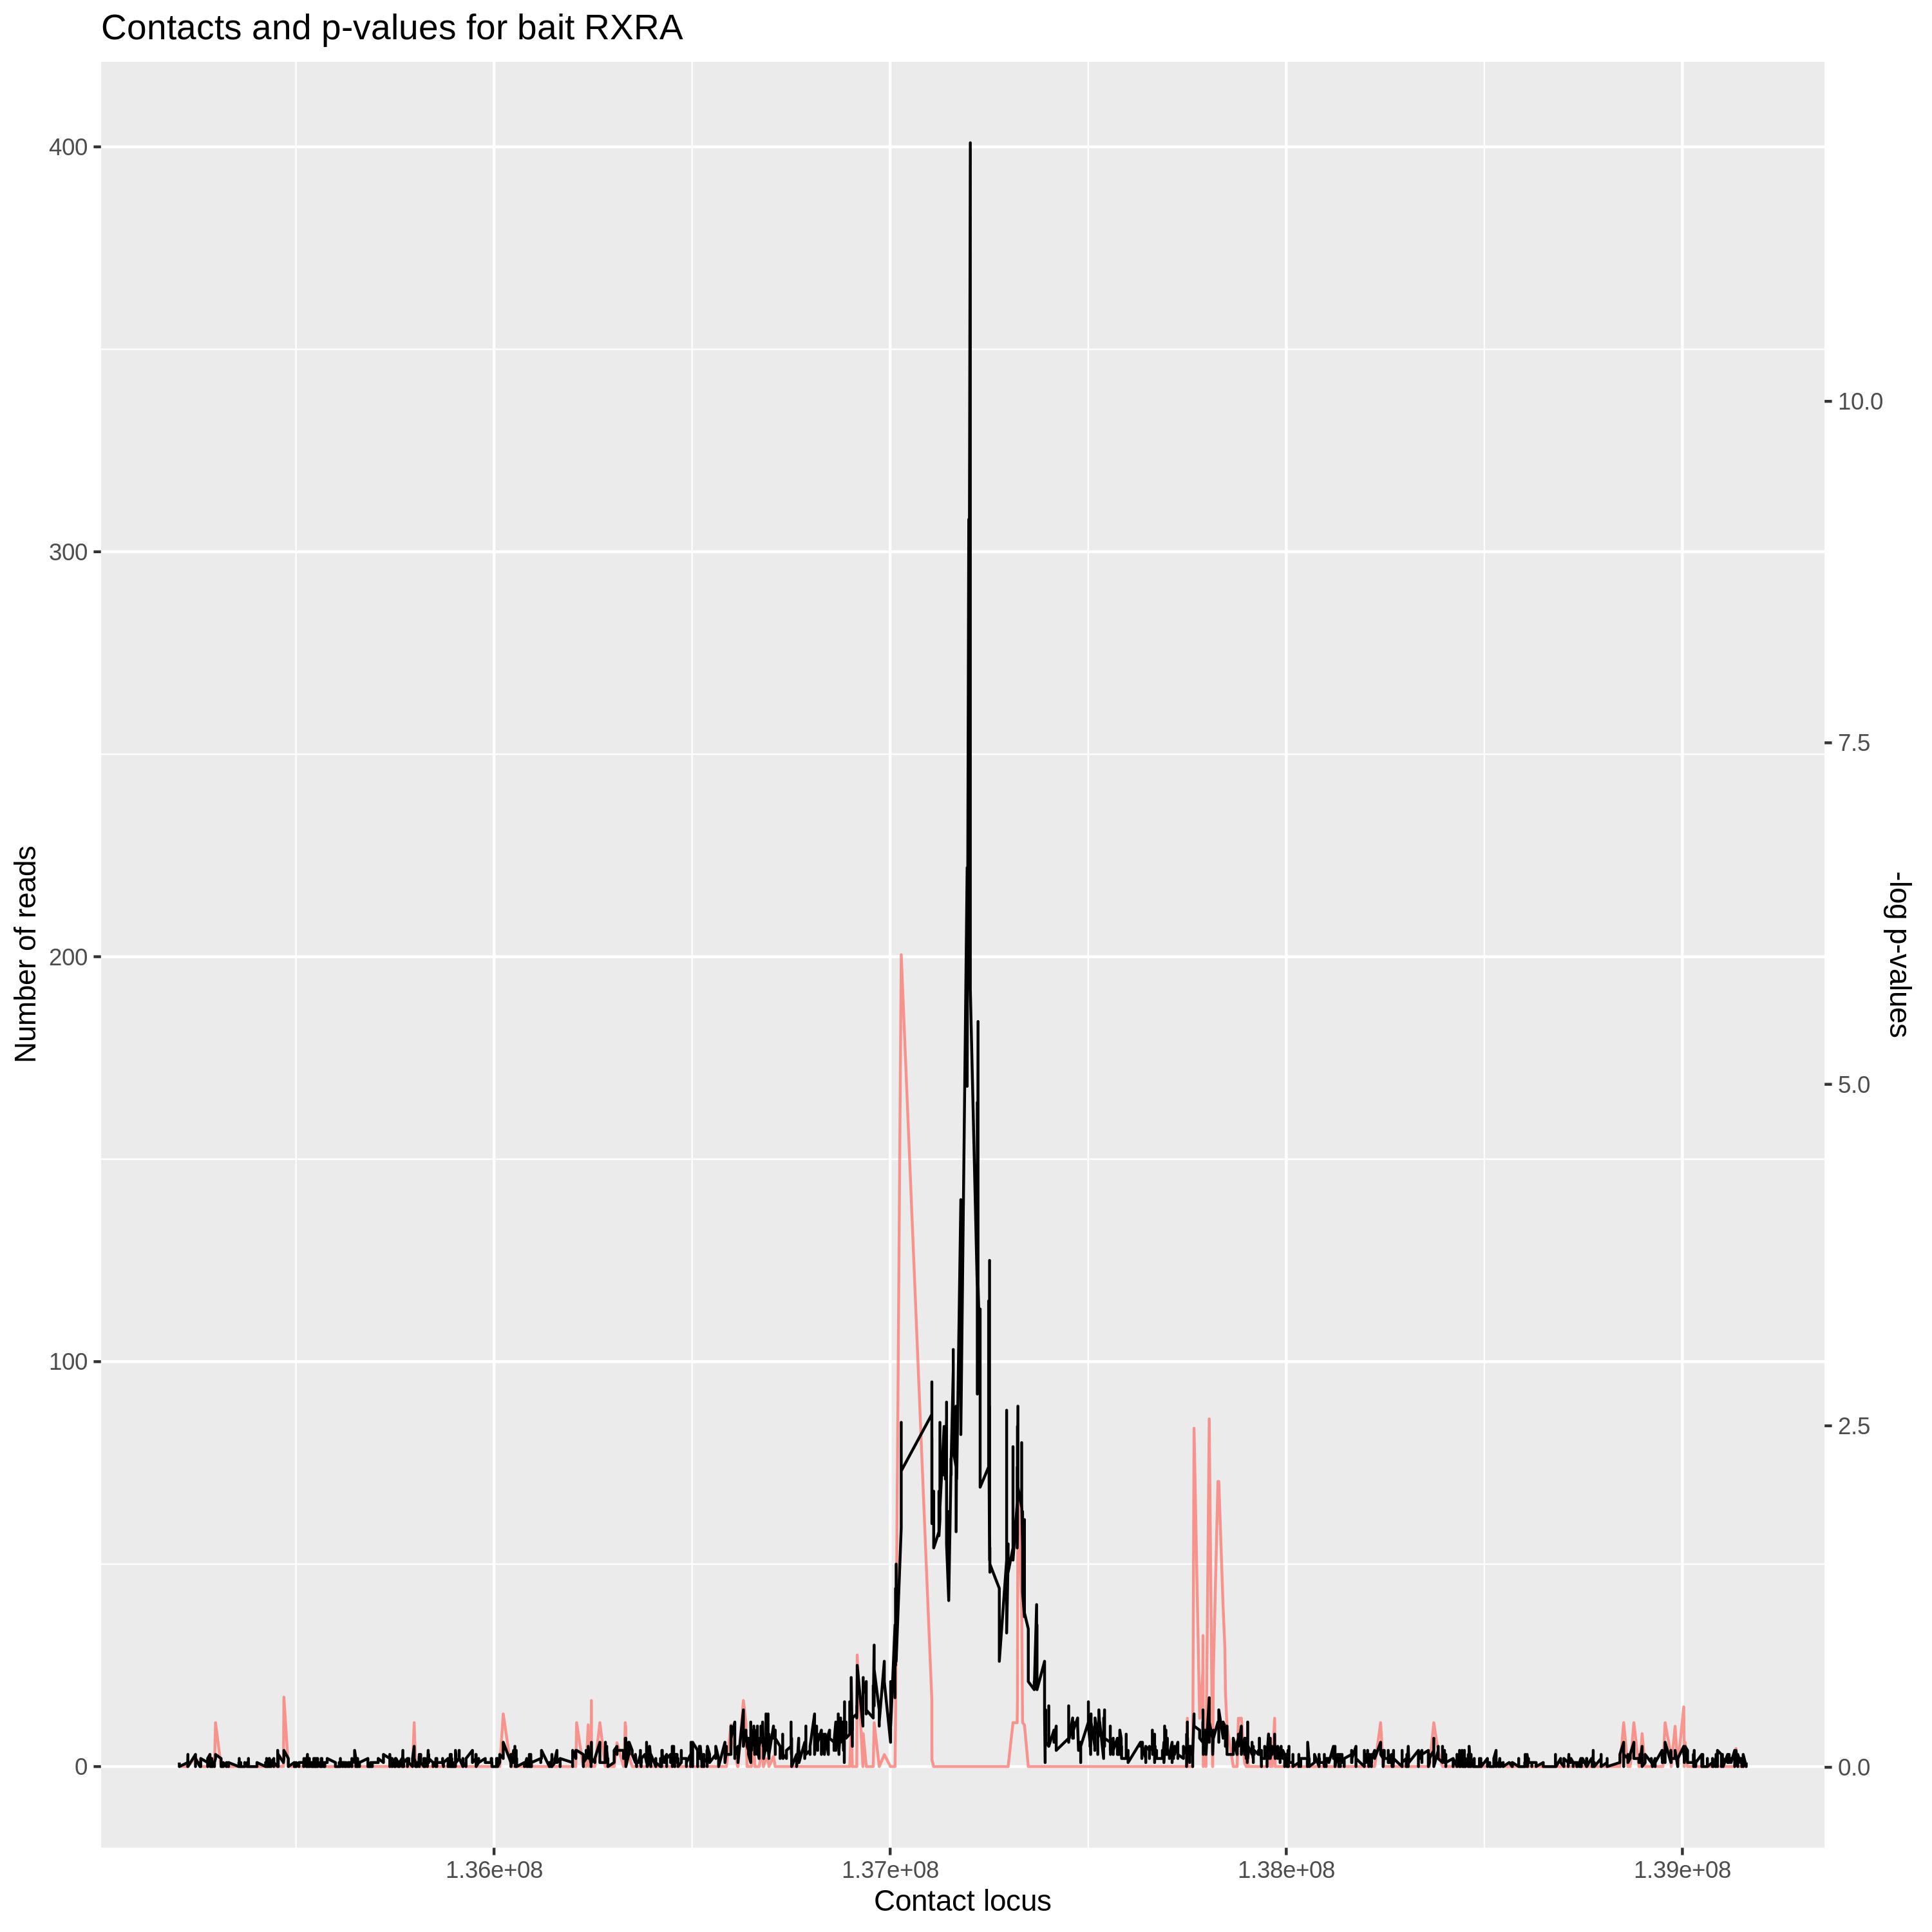 Contacts and p-values for bait RXRA
400
300
200
100
0
Number of reads
10.0
7.5
5.0
2.5
0.0
-log p-values
1.36e+08
1.37e+08
1.38e+08
1.39e+08
Contact locus